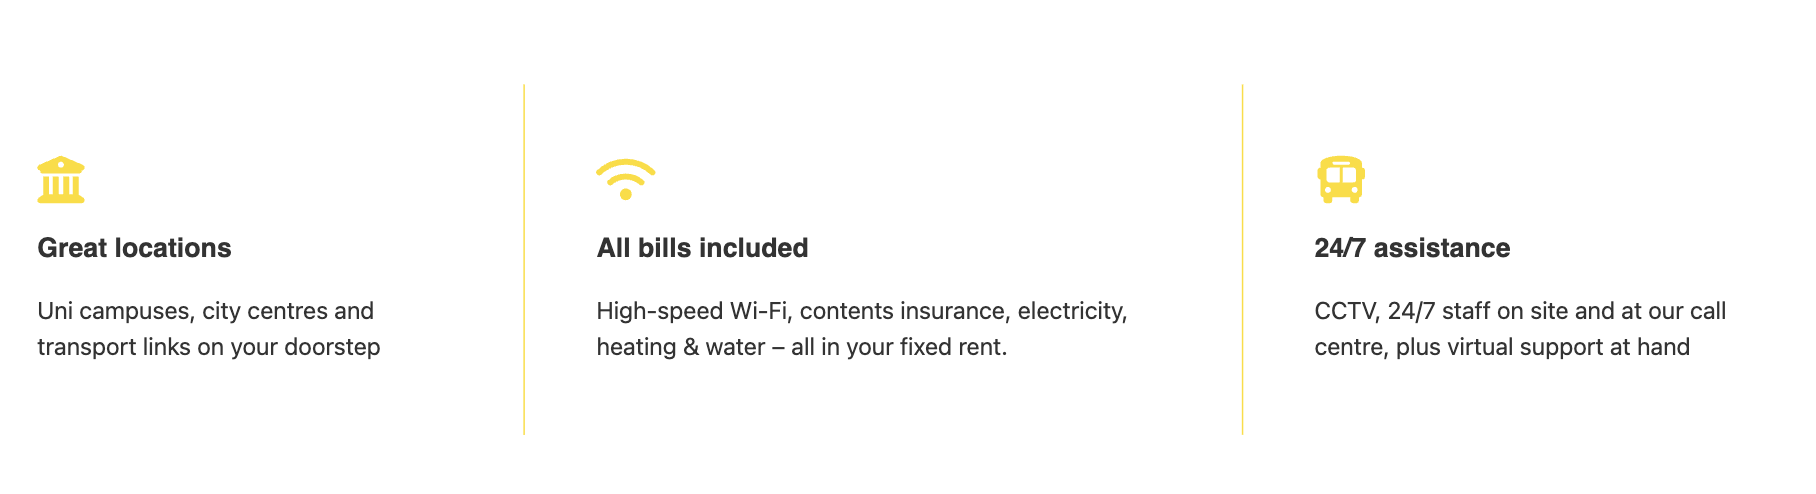 Great locations
Uni campuses, city centres and
transport links on your doorstep
All bills included
High-speed Wi-Fi, contents insurance, electricity,
heating & water – all in your fixed rent.
24/7 assistance
CCTV, 24/7 staff on site and at our call
centre, plus virtual support at hand